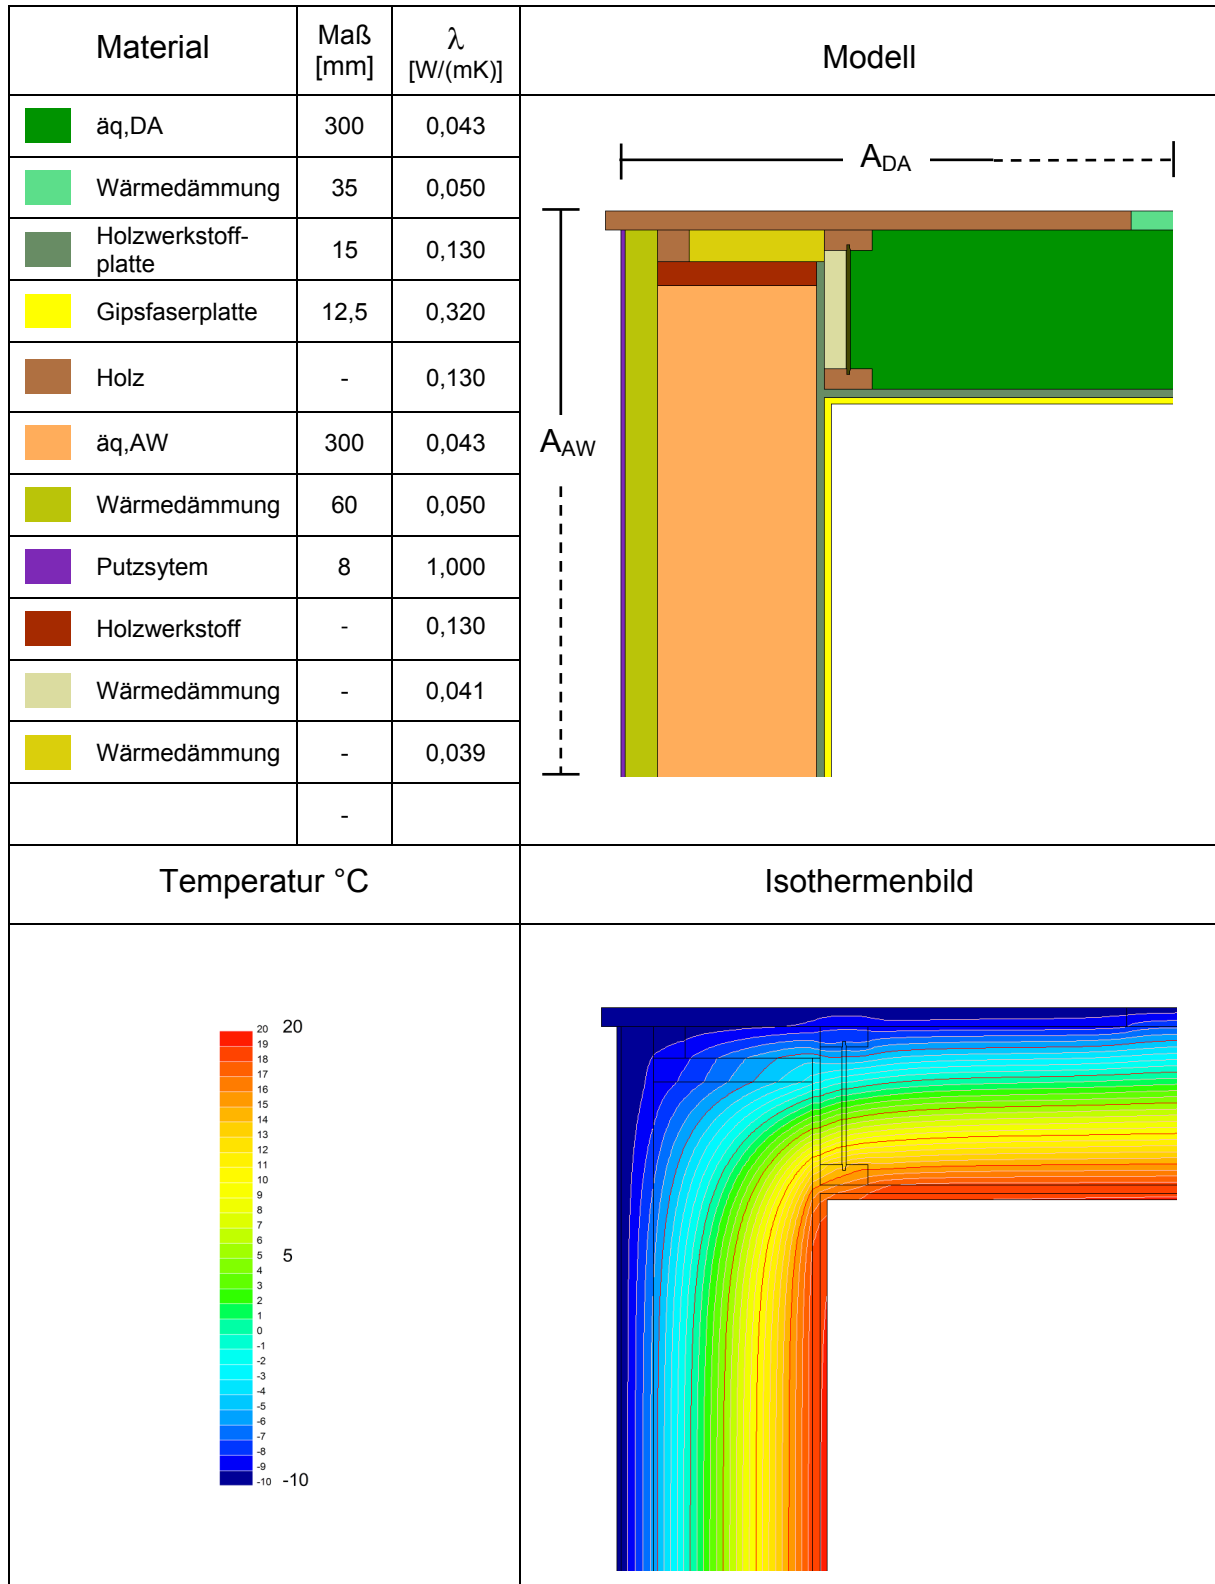 Material Maß [mm] λ [W/(mK)] Modell
äq,DA 300 0,043
Wärmedämmung 35 0,050
Holzwerkstoff-
platte 15 0,130
Gipsfaserplatte 12,5 0,320
Holz - 0,130
äq,AW 300 0,043
Wärmedämmung 60 0,050
Putzsytem 8 1,000
Holzwerkstoff - 0,130
Wärmedämmung - 0,041
Wärmedämmung - 0,039
-
A_DA
A_AW
Temperatur °C Isothermenbild
20 20
19
18
17
16
15
14
13
12
11
10
9
8
7
6
5 5
4
3
2
1
0
-1
-2
-3
-4
-5
-6
-7
-8
-9
-10 -10